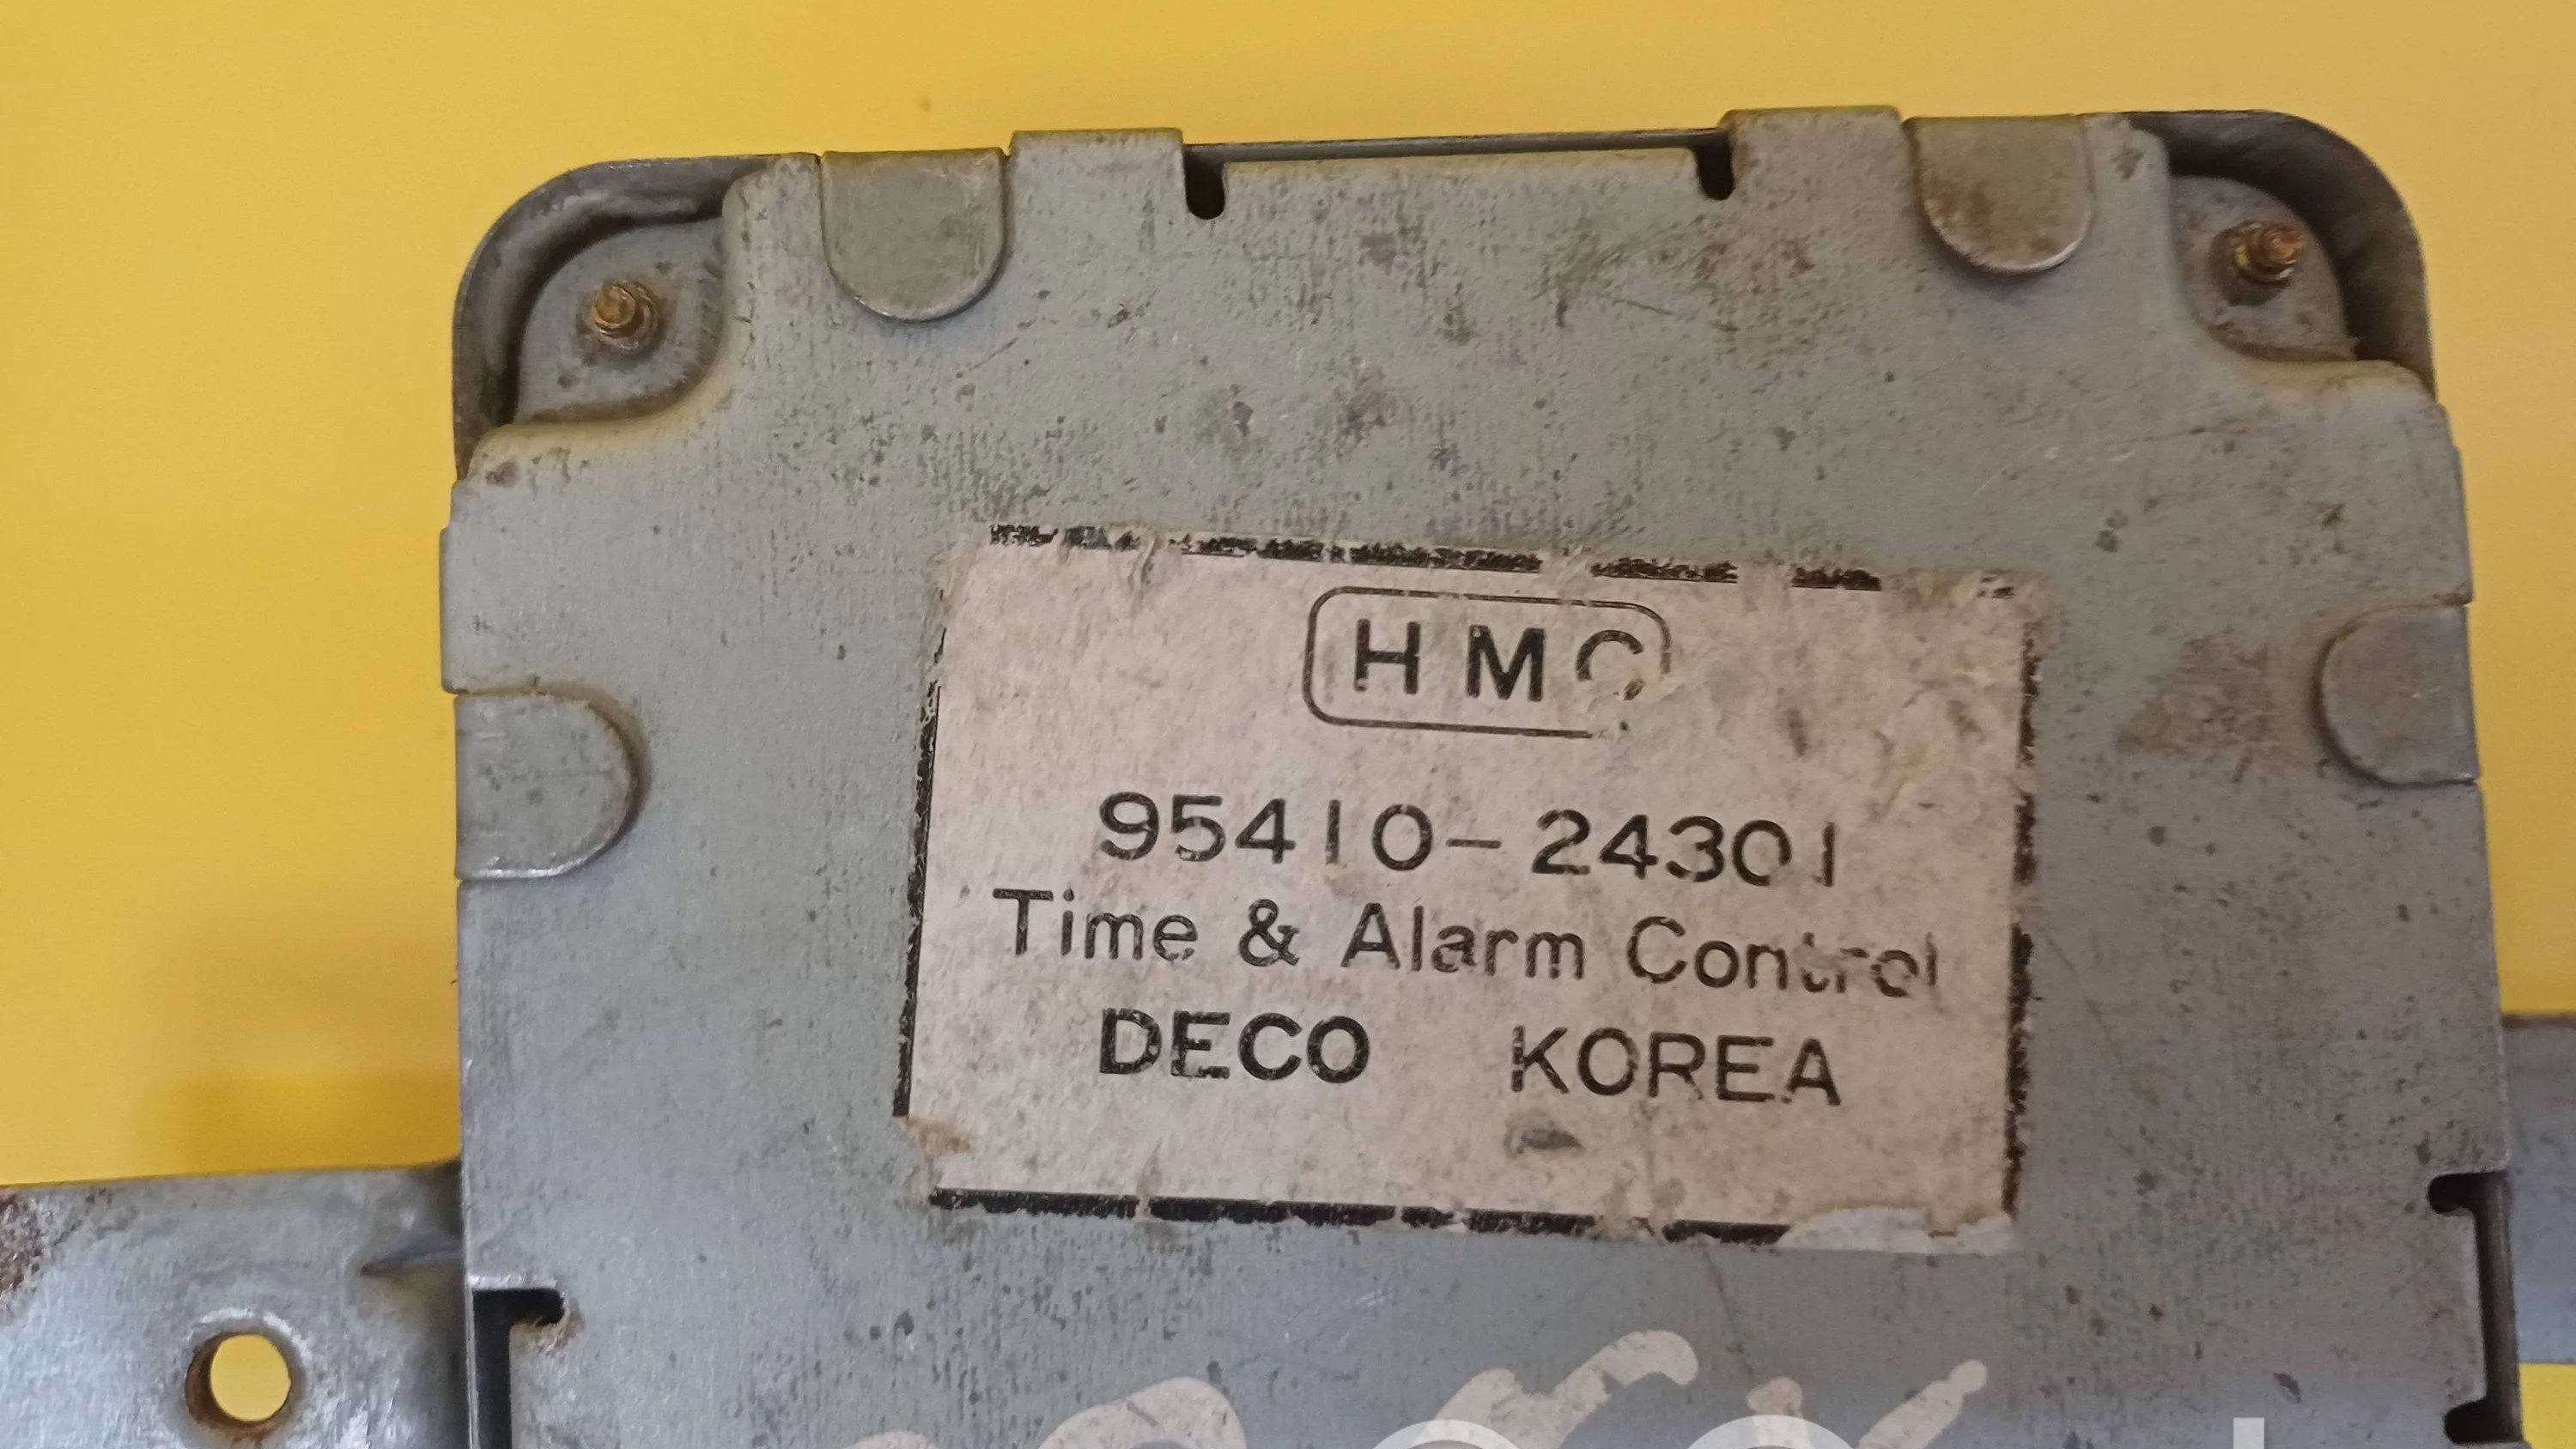 HMC
95410-24301
Time & Alarm Control
DECO KOREA